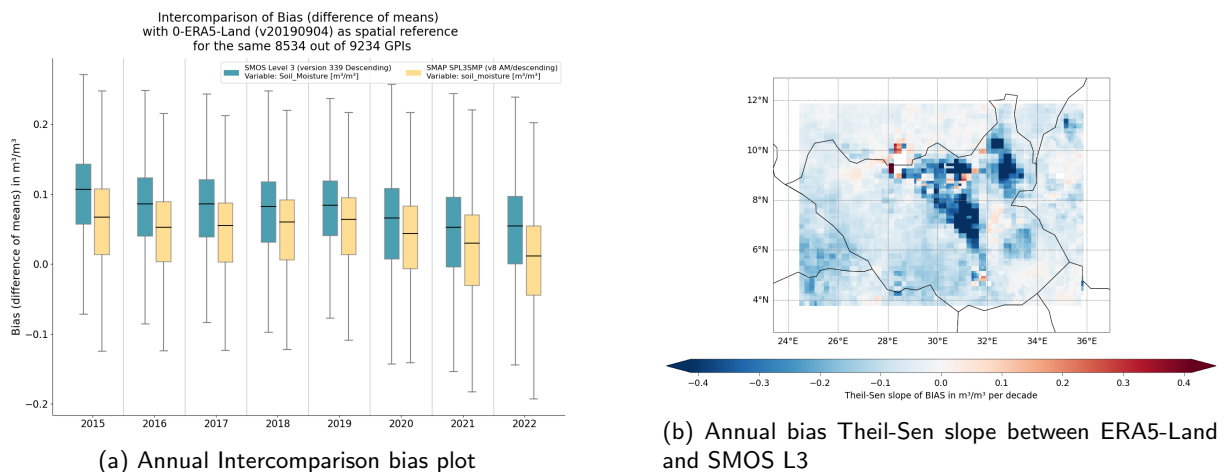 Intercomparison of Bias (difference of means)
with 0-ERA5-Land (v20190904) as spatial reference
for the same 8534 out of 9234 GPIs
SMOS Level 3 (version 339 Descending)
Variable: Soil_Moisture [m³/m³]
SMAP SPL3SMP (v8 AM/descending)
Variable: soil_moisture [m³/m³]
Bias (difference of means) in m³/m³
0.2
0.1
0.0
−0.1
−0.2
2015 2016 2017 2018 2019 2020 2021 2022
(a) Annual Intercomparison bias plot
12°N
10°N
8°N
6°N
4°N
24°E 26°E 28°E 30°E 32°E 34°E 36°E
−0.4 −0.3 −0.2 −0.1 0.0 0.1 0.2 0.3 0.4
Theil-Sen slope of BIAS in m³/m³ per decade
(b) Annual bias Theil-Sen slope between ERA5-Land
and SMOS L3